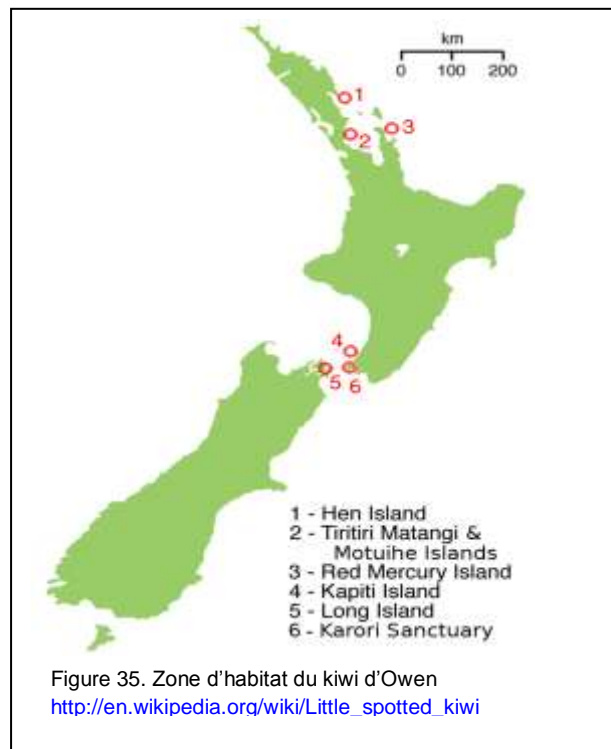 km
0 100 200
1
2
3
4
5
6
1 - Hen Island
2 - Tiritiri Matangi &
Motuihe Islands
3 - Red Mercury Island
4 - Kapiti Island
5 - Long Island
6 - Karori Sanctuary
Figure 35. Zone d'habitat du kiwi d'Owen
http://en.wikipedia.org/wiki/Little_spotted_kiwi